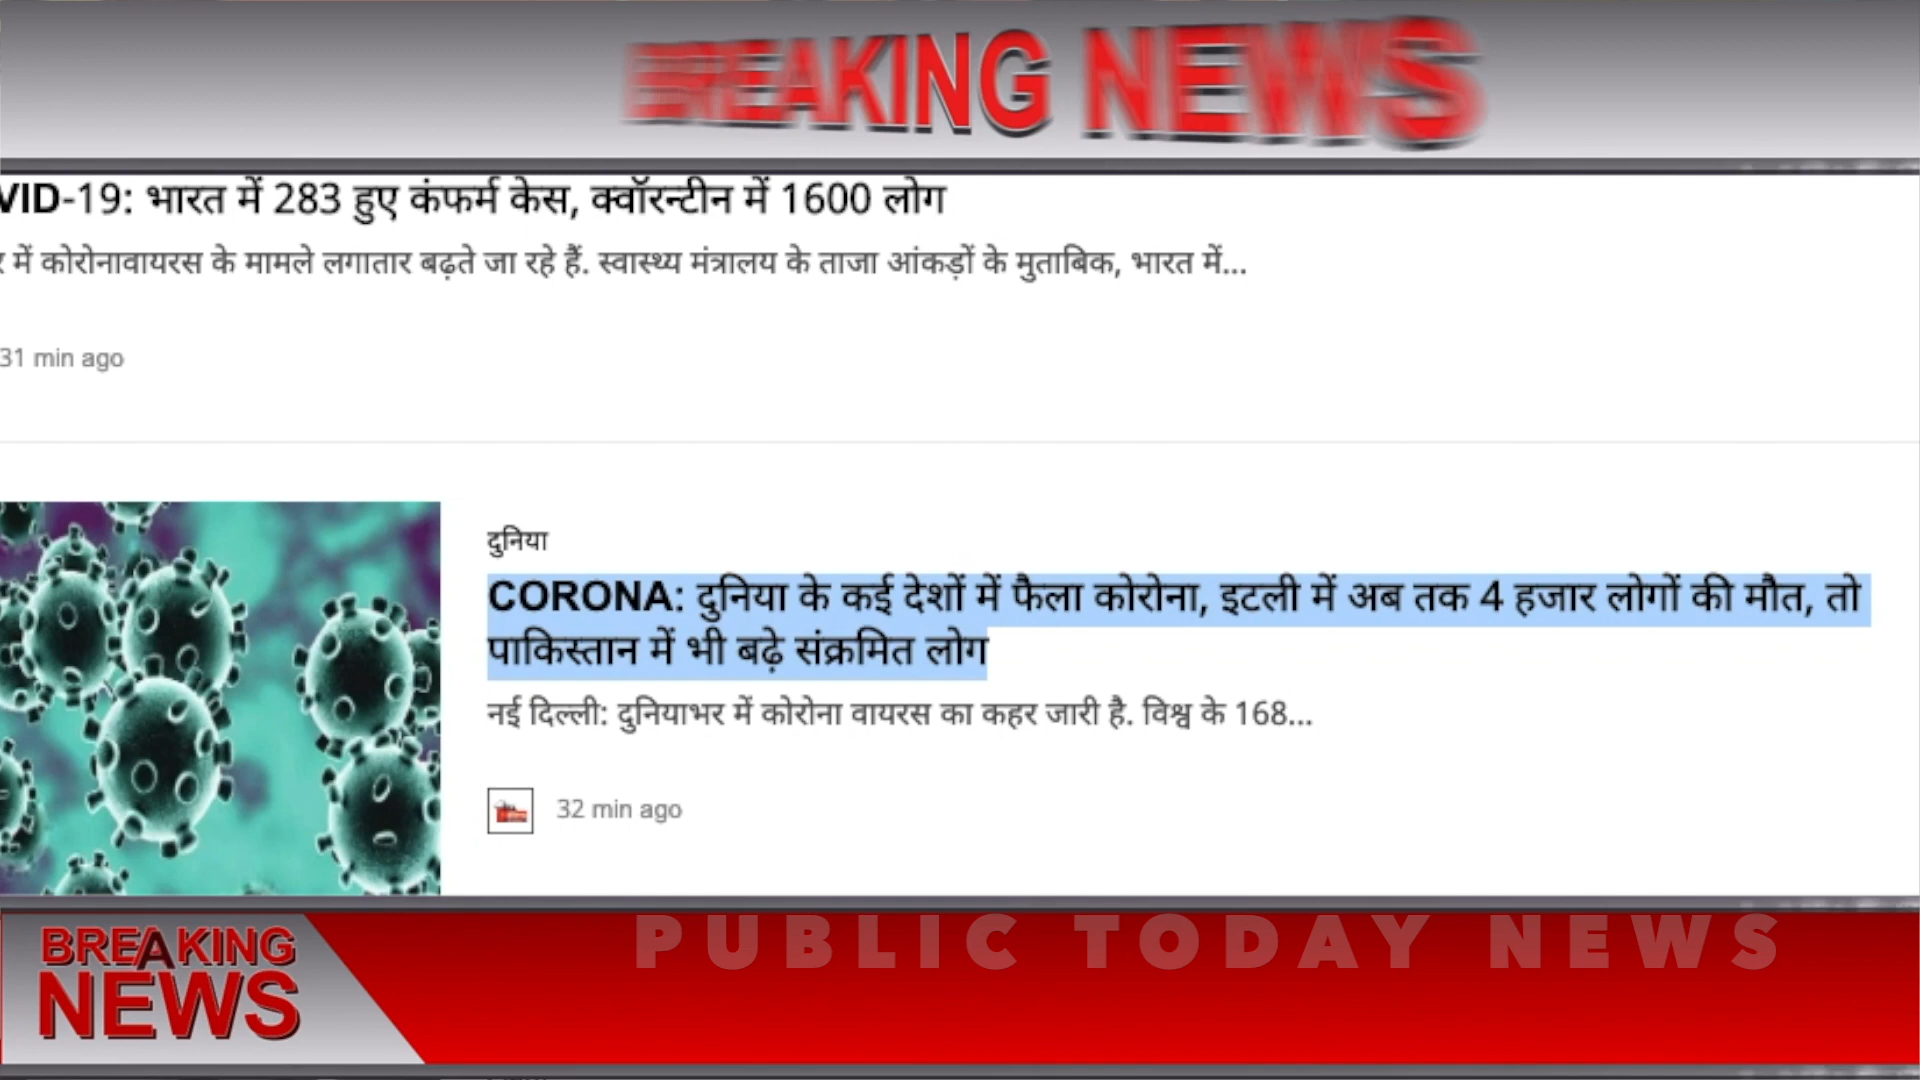 BREAKING NEWS
VID-19: भारत में 283 हुए कंफर्म केस, क्वॉरन्टीन में 1600 लोग
में कोरोनावायरस के मामले लगातार बढ़ते जा रहे हैं. स्वास्थ्य मंत्रालय के ताजा आंकड़ों के मुताबिक, भारत में...
31 min ago
दुनिया
CORONA: दुनिया के कई देशों में फैला कोरोना, इटली में अब तक 4 हजार लोगों की मौत, तो
पाकिस्तान में भी बढ़े संक्रमित लोग
नई दिल्ली: दुनियाभर में कोरोना वायरस का कहर जारी है. विश्व के 168...
32 min ago
PUBLIC TODAY NEWS
BREAKING
NEWS